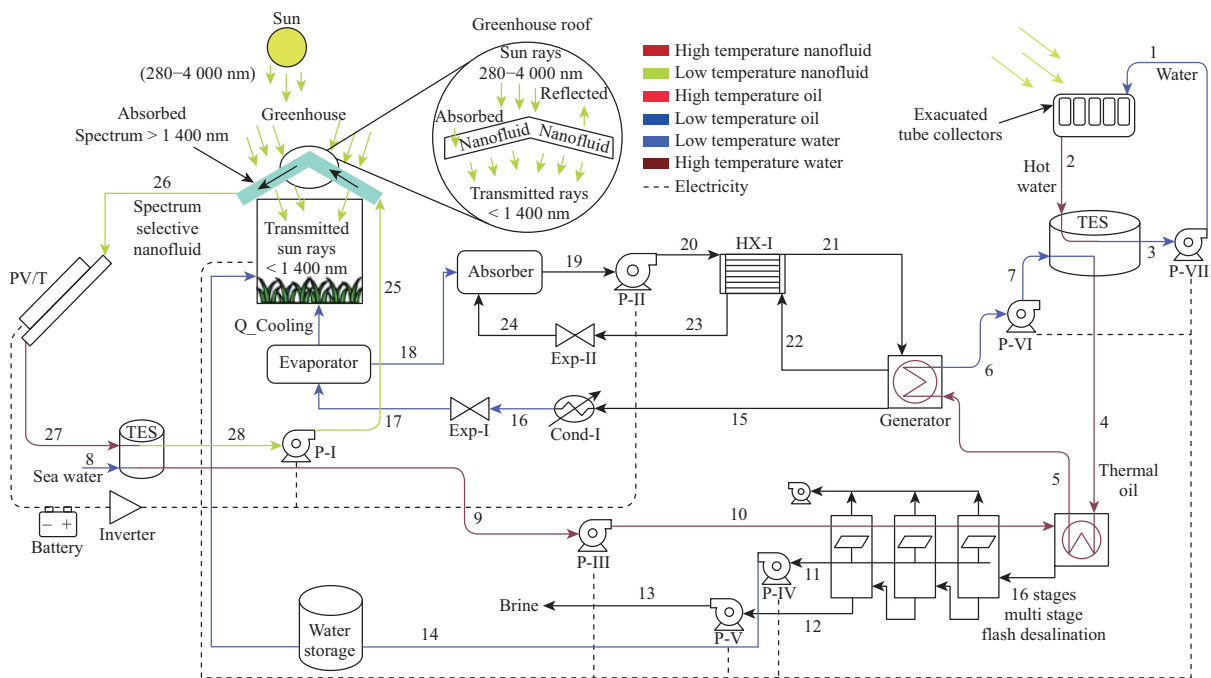 Sun
(280−4 000 nm)
Absorbed
Spectrum > 1 400 nm
Greenhouse
26
Spectrum
selective
nanofluid
Transmitted
sun rays
< 1 400 nm
25
PV/T
Q_Cooling
Evaporator
18
17
27
TES
28
P-I
8
Sea water
Battery
Inverter
9
Greenhouse roof
Sun rays
280−4 000 nm
Reflected
Absorbed
Nanofluid
Nanofluid
Transmitted rays
< 1 400 nm
High temperature nanofluid
Low temperature nanofluid
High temperature oil
Low temperature oil
Low temperature water
High temperature water
Electricity
Absorber
19
P-II
20
HX-I
21
24
Exp-II
23
22
Exp-I
16
Cond-I
15
Generator
6
P-VI
7
1
Water
Exacuated
tube collectors
2
Hot
water
TES
3
P-VII
4
5
Thermal
oil
10
P-III
11
P-IV
12
P-V
13
Brine
14
Water
storage
16 stages
multi stage
flash desalination